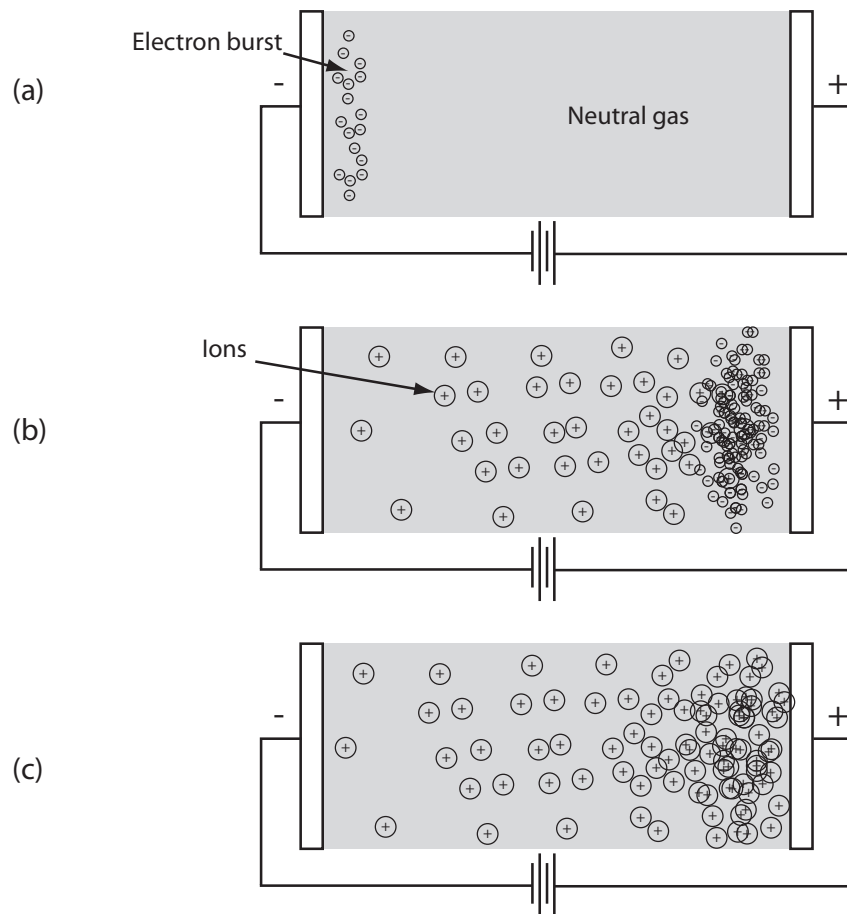 Electron burst
(a)
-
Neutral gas
+
Ions
(b)
-
+
(c)
-
+